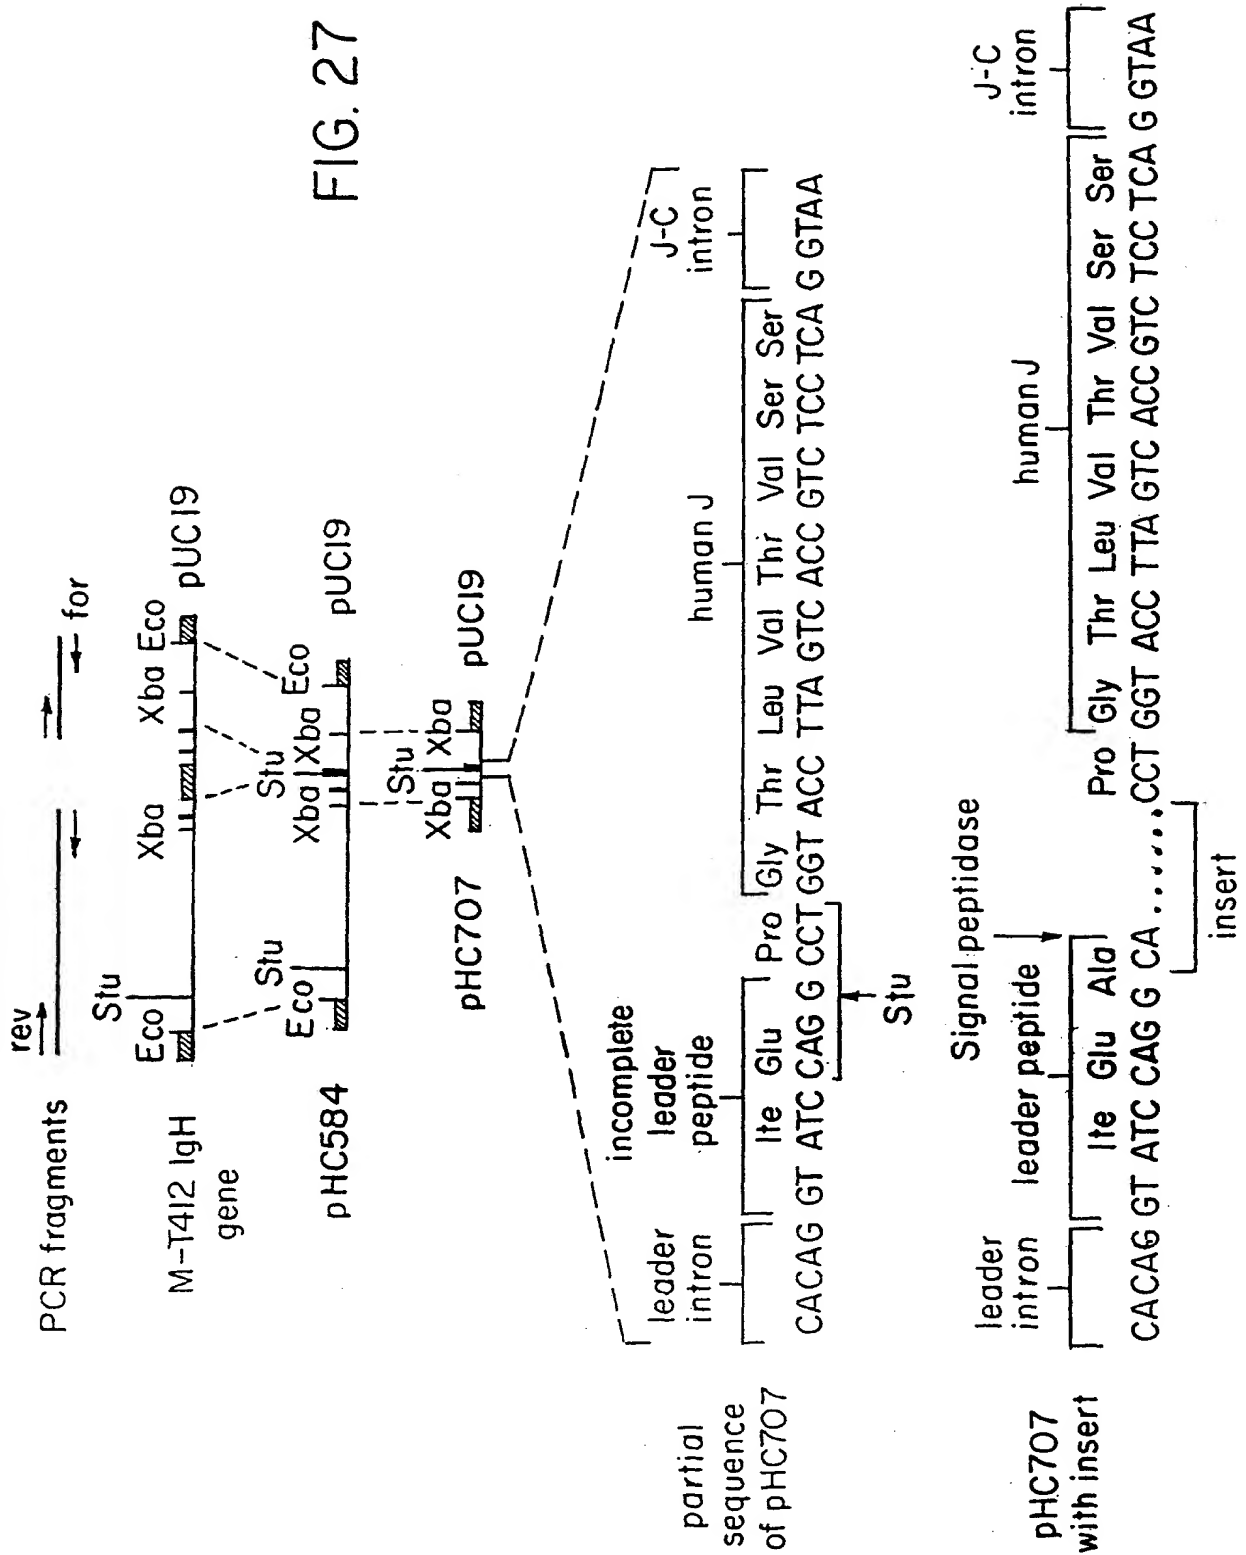 FIG. 27
PCR fragments
rev
for
M-T412 IgH
gene
Eco
Stu
Xba
Xba
Eco
pUC19
pHC584
Eco
Stu
Xbal
Stu
Xba
Eco
pUC19
pHC707
Xba
Stu
Xba
pUC19
partial
sequence
of pHC707
leader
intron
incomplete
leader
peptide
human J
J-C
intron
Ite Glu Pro Gly Thr Leu Val Thr Val Ser Ser
CACAG GT ATC CAG G CCT GGT ACC TTA GTC ACC GTC TCC TCA G GTAA
Stu
pHC707
with insert
leader
intron
leader peptide
Signal peptidase
human J
J-C
intron
Ite Glu Ala Pro Gly Thr Leu Val Thr Val Ser Ser
CACAG GT ATC CAG G CA.......CCT GGT ACC TTA GTC ACC GTC TCC TCA G GTAA
insert